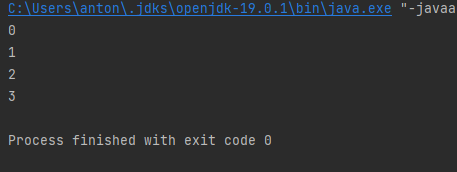 C:\Users\anton\.jdks\openjdk-19.0.1\bin\java.exe "-javaa
0
1
2
3
Process finished with exit code 0